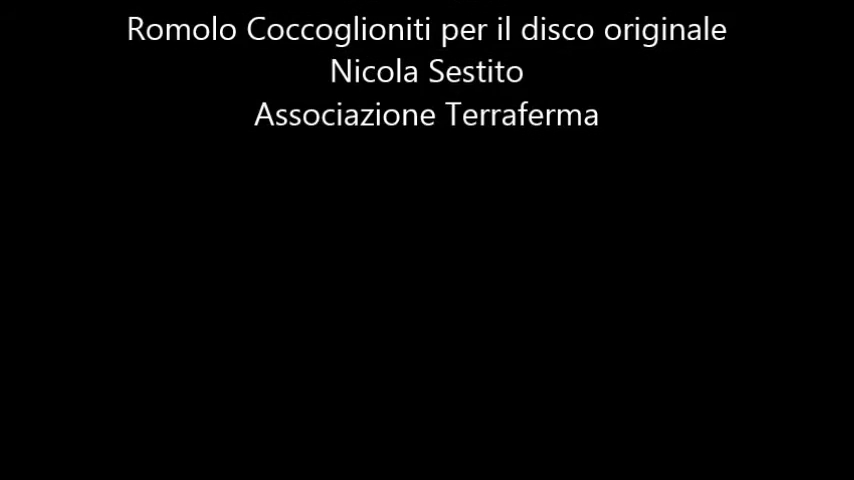 Romolo Coccoglioniti per il disco originale
Nicola Sestito
Associazione Terraferma